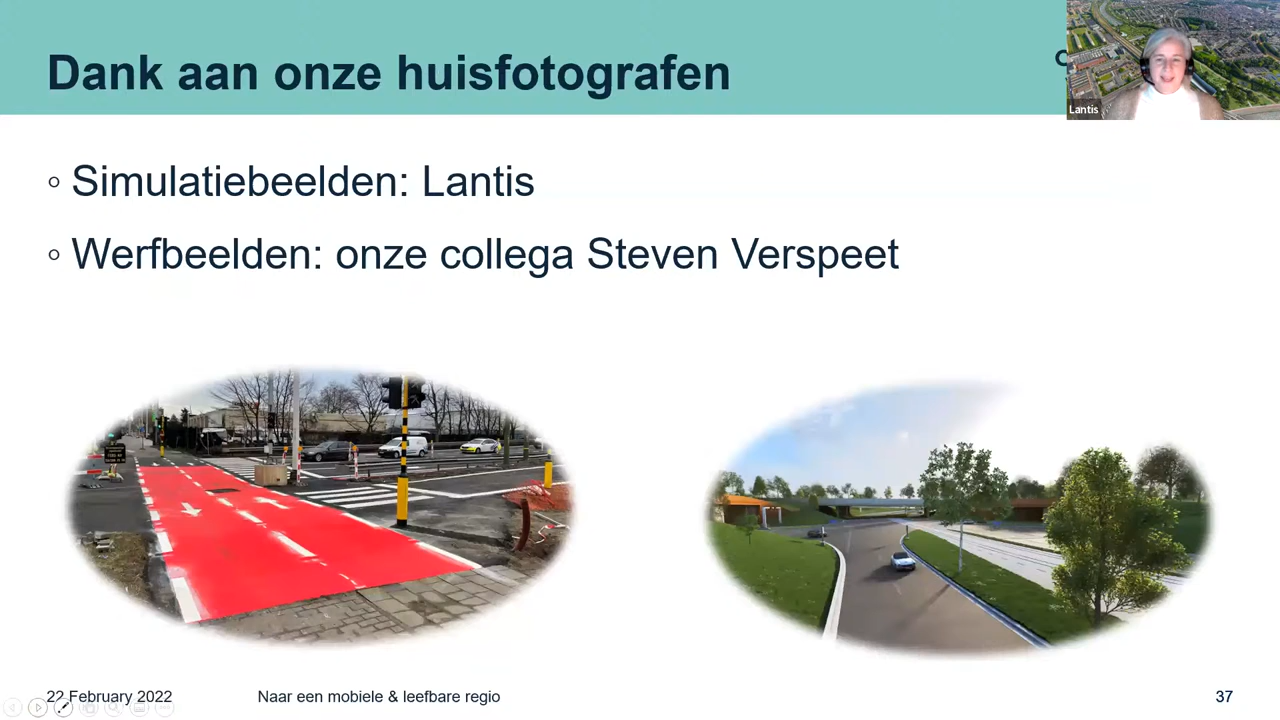 Dank aan onze huisfotografen
Lantis
◦ Simulatiebeelden: Lantis
◦ Werfbeelden: onze collega Steven Verspeet
22 February 2022
Naar een mobiele & leefbare regio
37